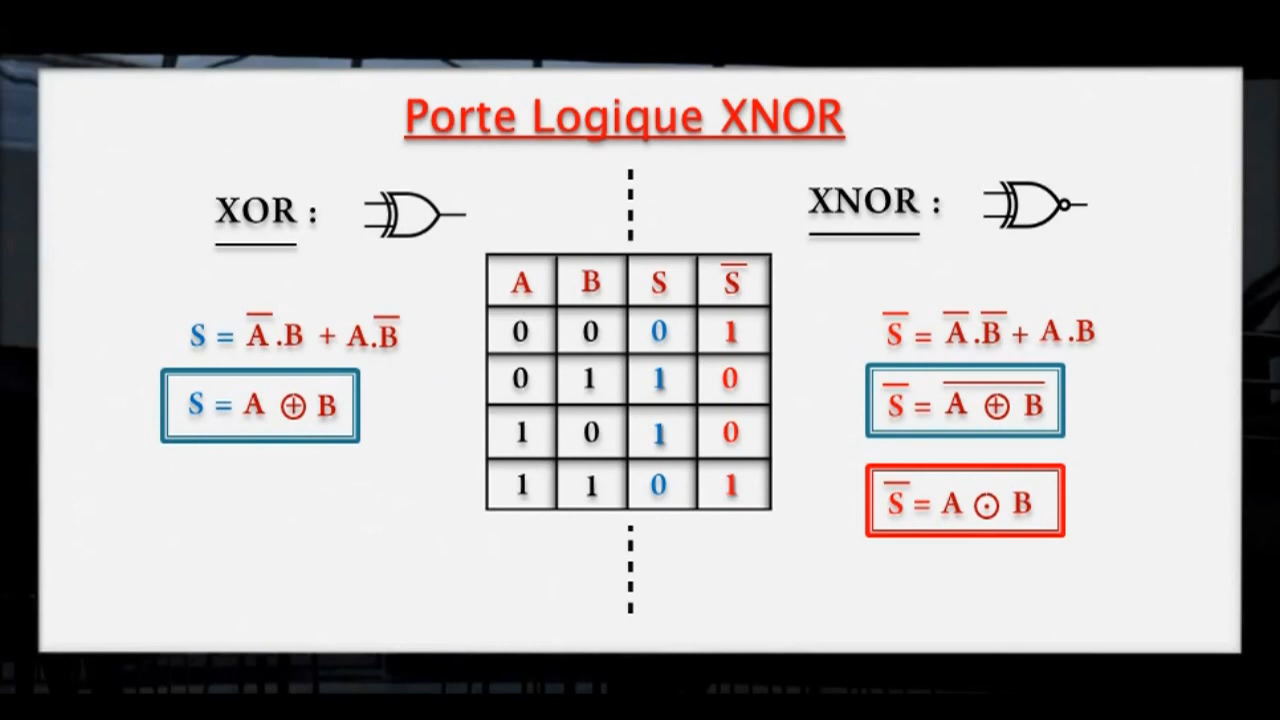 Porte Logique XNOR
XOR :
S = A̅.B + A.B̅
S = A ⊕ B
A B S S̅
0 0 0 1
0 1 1 0
1 0 1 0
1 1 0 1
XNOR :
S̅ = A̅.B̅ + A.B
S̅ = A̅ ̅⊕̅ ̅B̅
S̅ = A ⊙ B